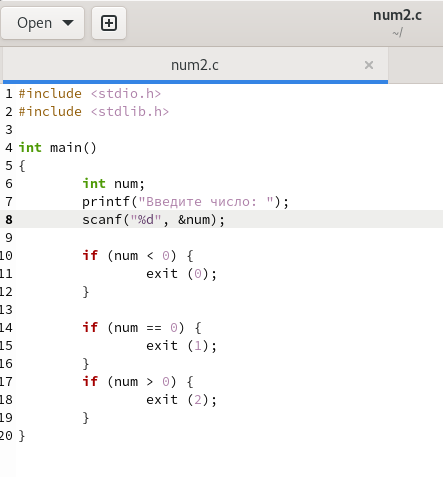 Open
num2.c
~/
num2.c ×
1 #include <stdio.h>
2 #include <stdlib.h>
3
4 int main()
5 {
6         int num;
7         printf("Введите число: ");
8         scanf("%d", &num);
9
10         if (num < 0) {
11                 exit (0);
12         }
13
14         if (num == 0) {
15                 exit (1);
16         }
17         if (num > 0) {
18                 exit (2);
19         }
20 }